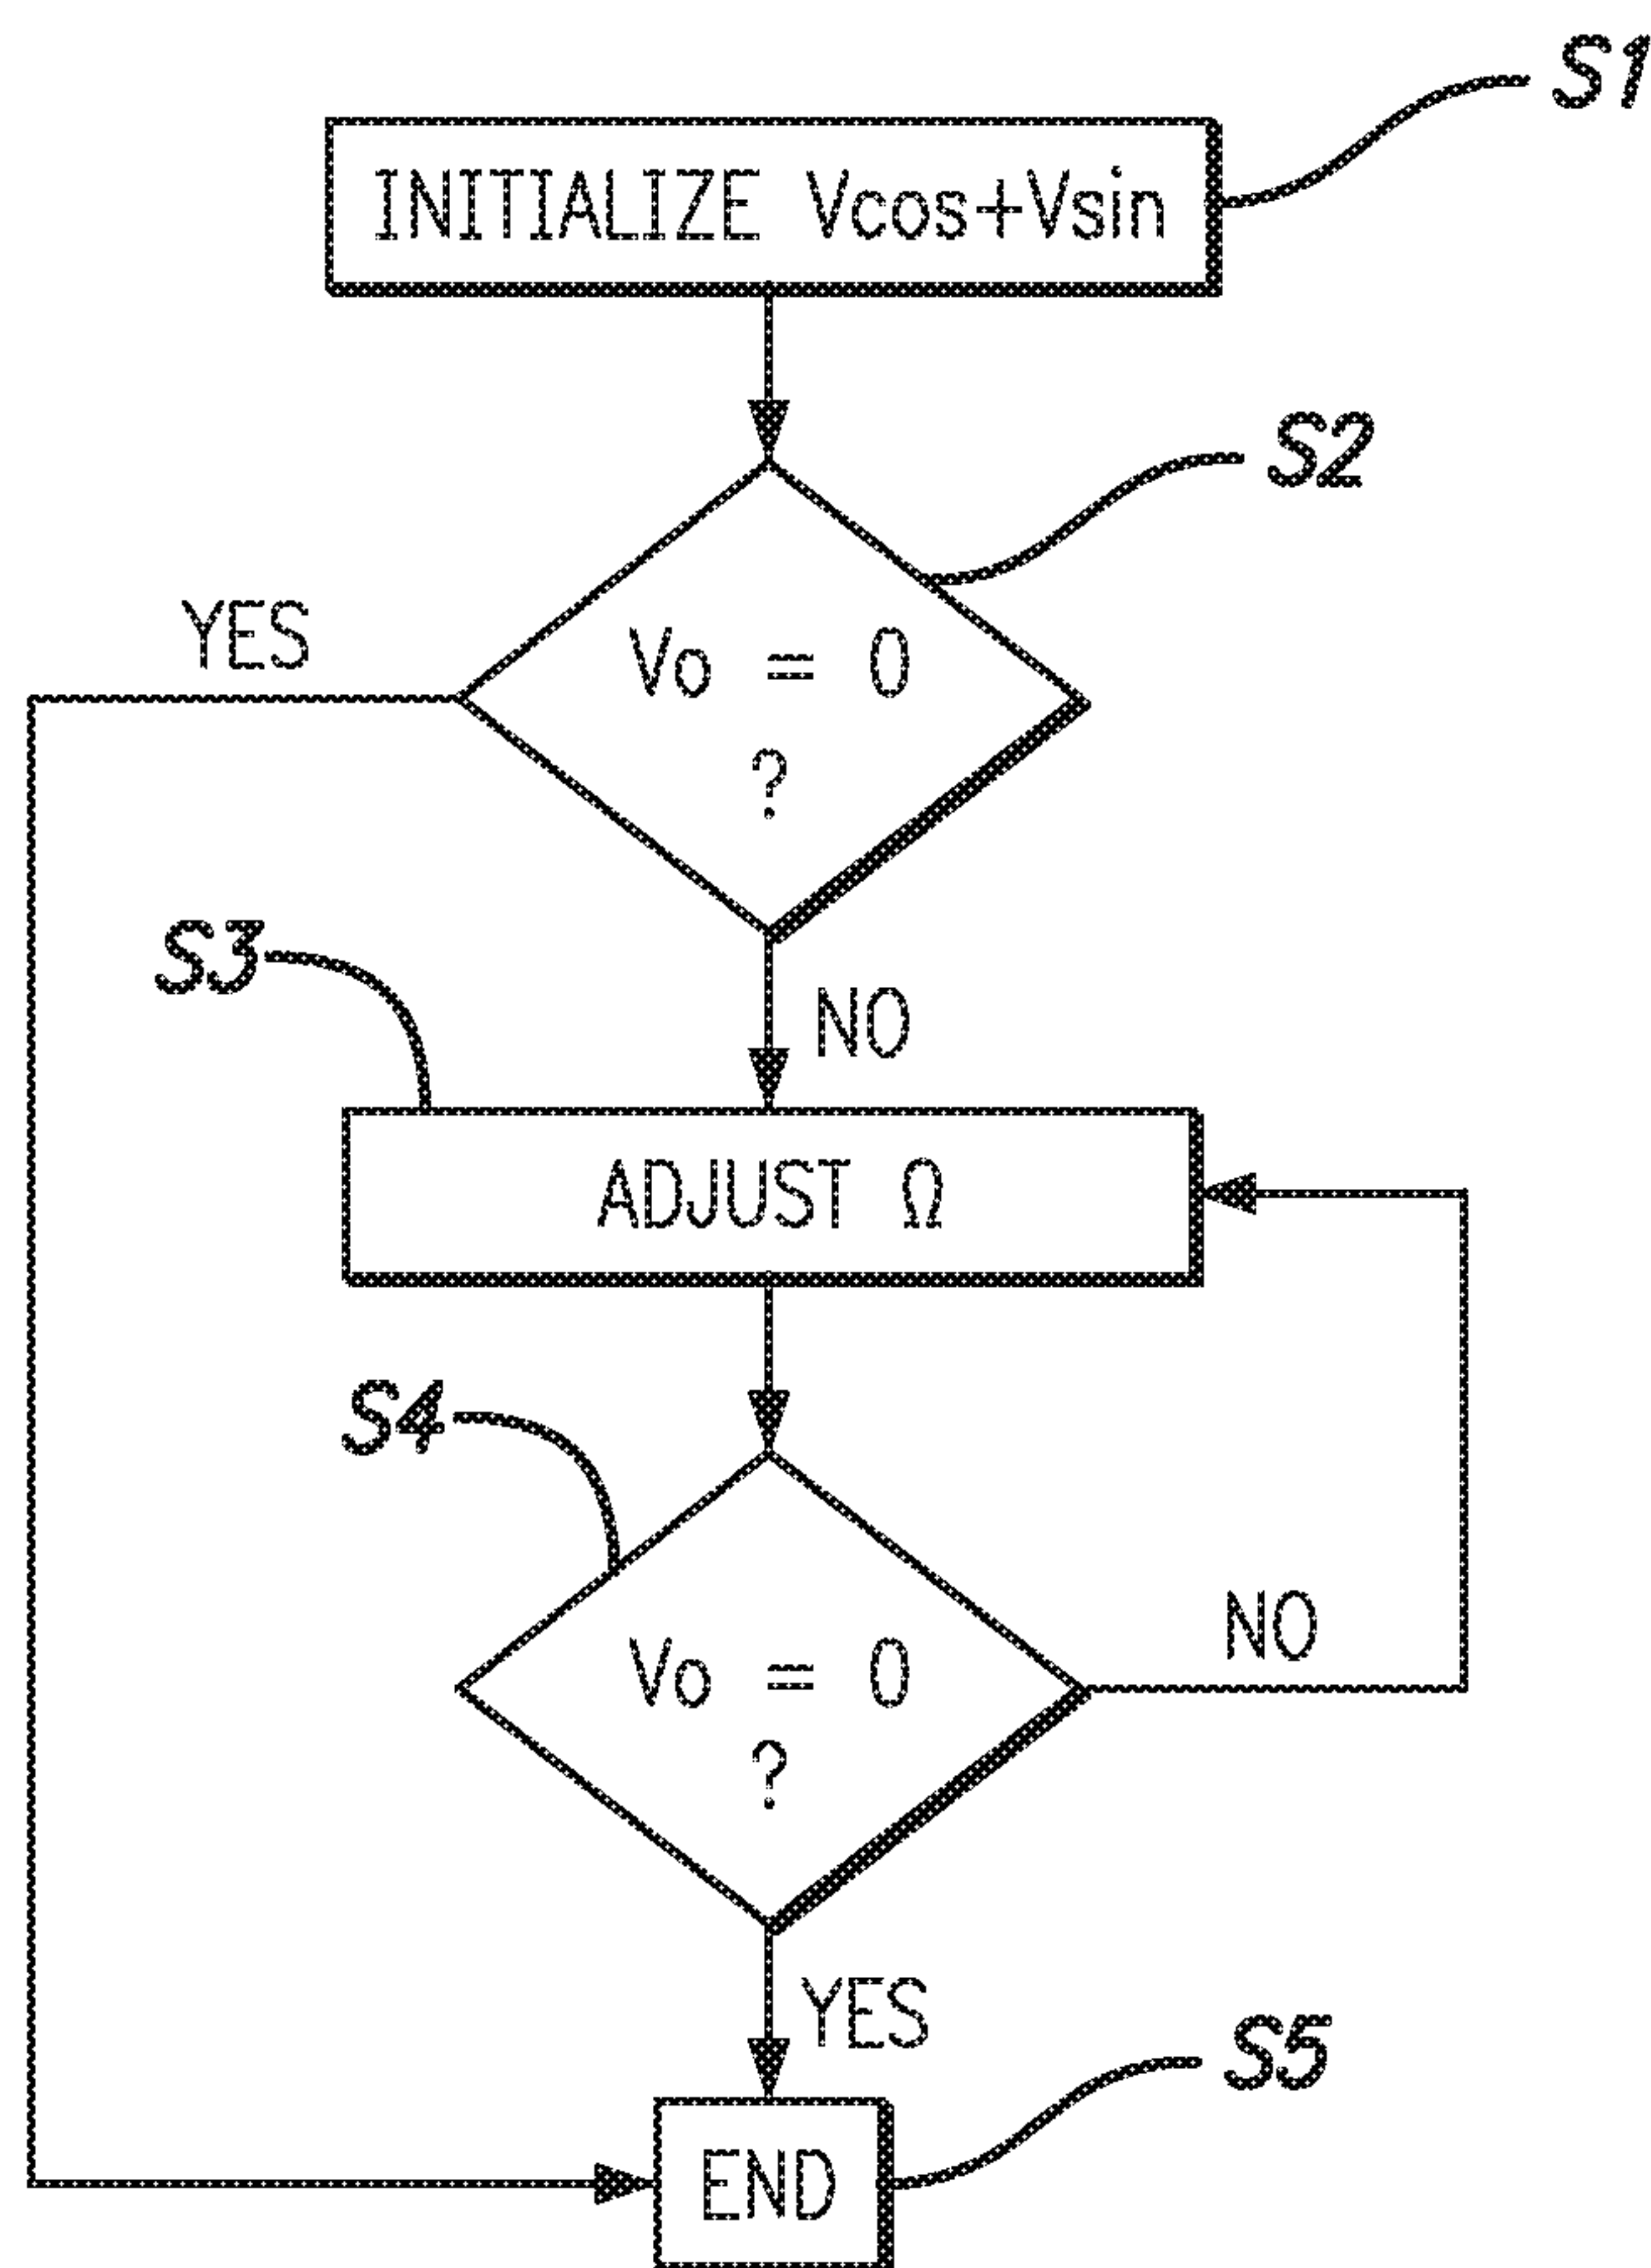 S1
INITIALIZE Vcos+Vsin
S2
YES
Vo = 0
?
S3
NO
ADJUST Ω
S4
Vo = 0
?
NO
YES
S5
END